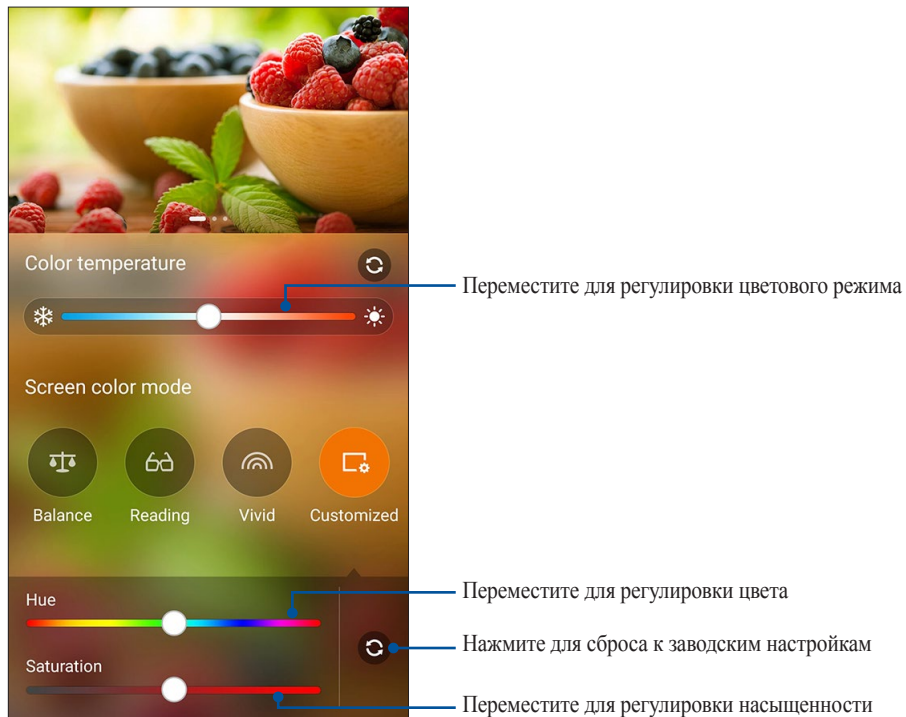 Color temperature
Переместите для регулировки цветового режима
Screen color mode
Balance Reading Vivid Customized
Hue
Переместите для регулировки цвета
Нажмите для сброса к заводским настройкам
Saturation
Переместите для регулировки насыщенности